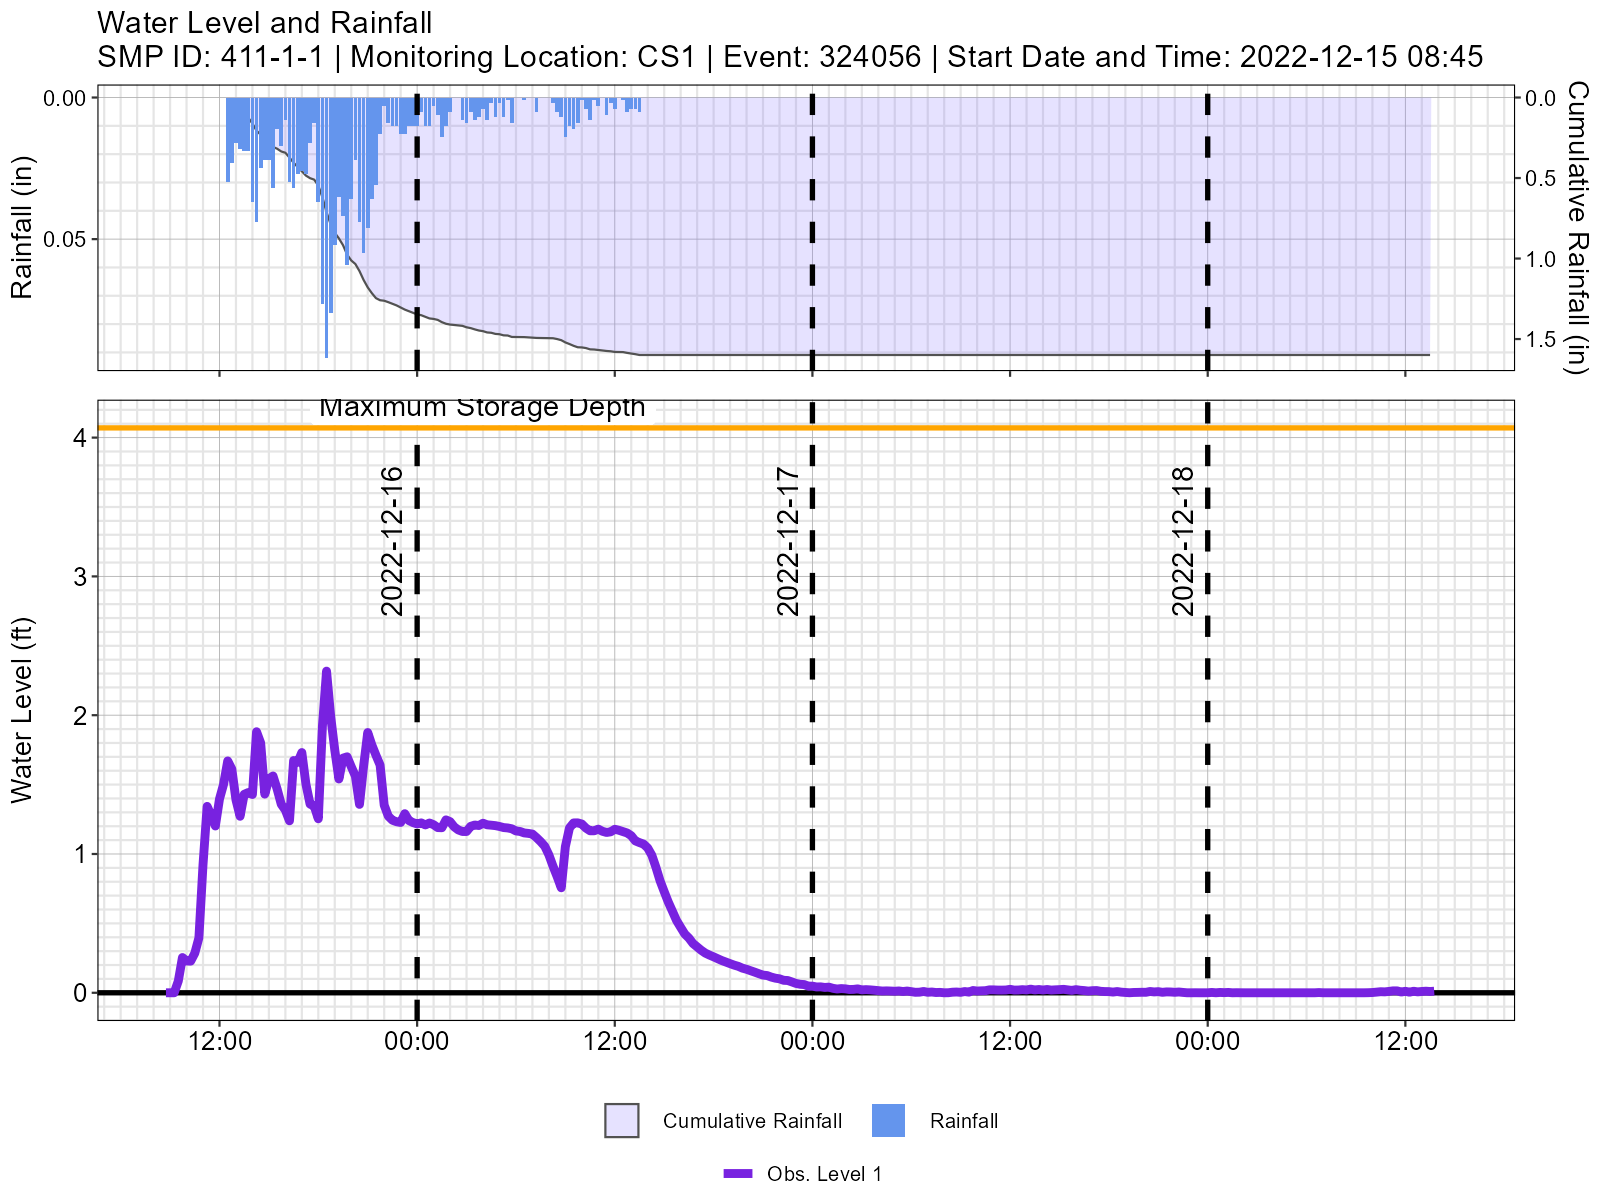 Water Level and Rainfall
SMP ID: 411-1-1 | Monitoring Location: CS1 | Event: 324056 | Start Date and Time: 2022-12-15 08:45
Rainfall (in)
0.00
0.05
0.0
0.5
1.0
1.5
Cumulative Rainfall (in)
Maximum Storage Depth
Water Level (ft)
4
3
2
1
0
2022-12-16
2022-12-17
2022-12-18
12:00
00:00
12:00
00:00
12:00
00:00
12:00
Cumulative Rainfall
Rainfall
Obs. Level 1